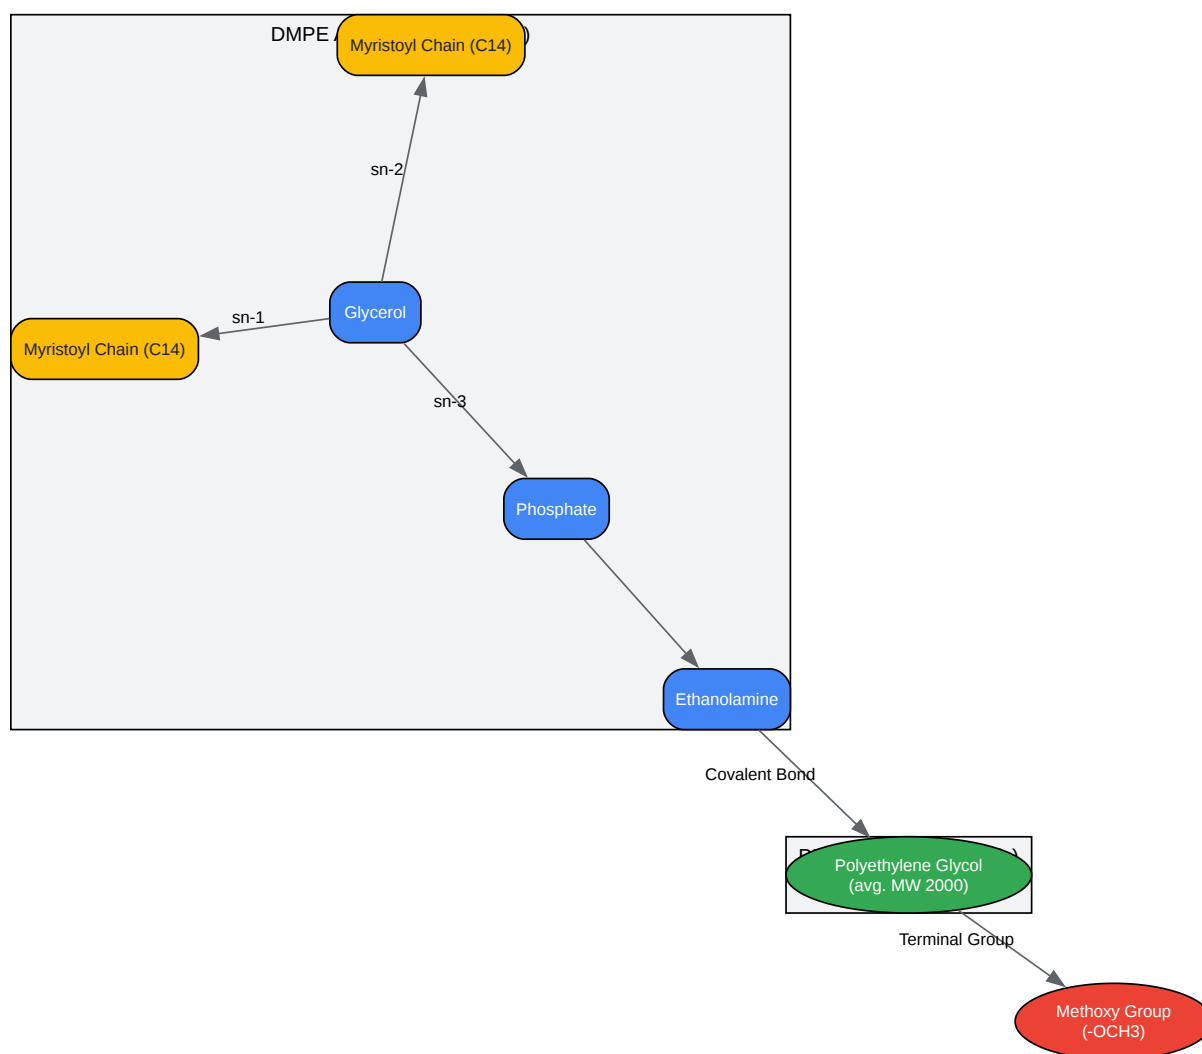 DMPE
)
Myristoyl Chain (C14)
sn-2
Glycerol
sn-1
Myristoyl Chain (C14)
sn-3
Phosphate
Ethanolamine
Covalent Bond
Polyethylene Glycol
(avg. MW 2000)
Terminal Group
Methoxy Group
(-OCH3)